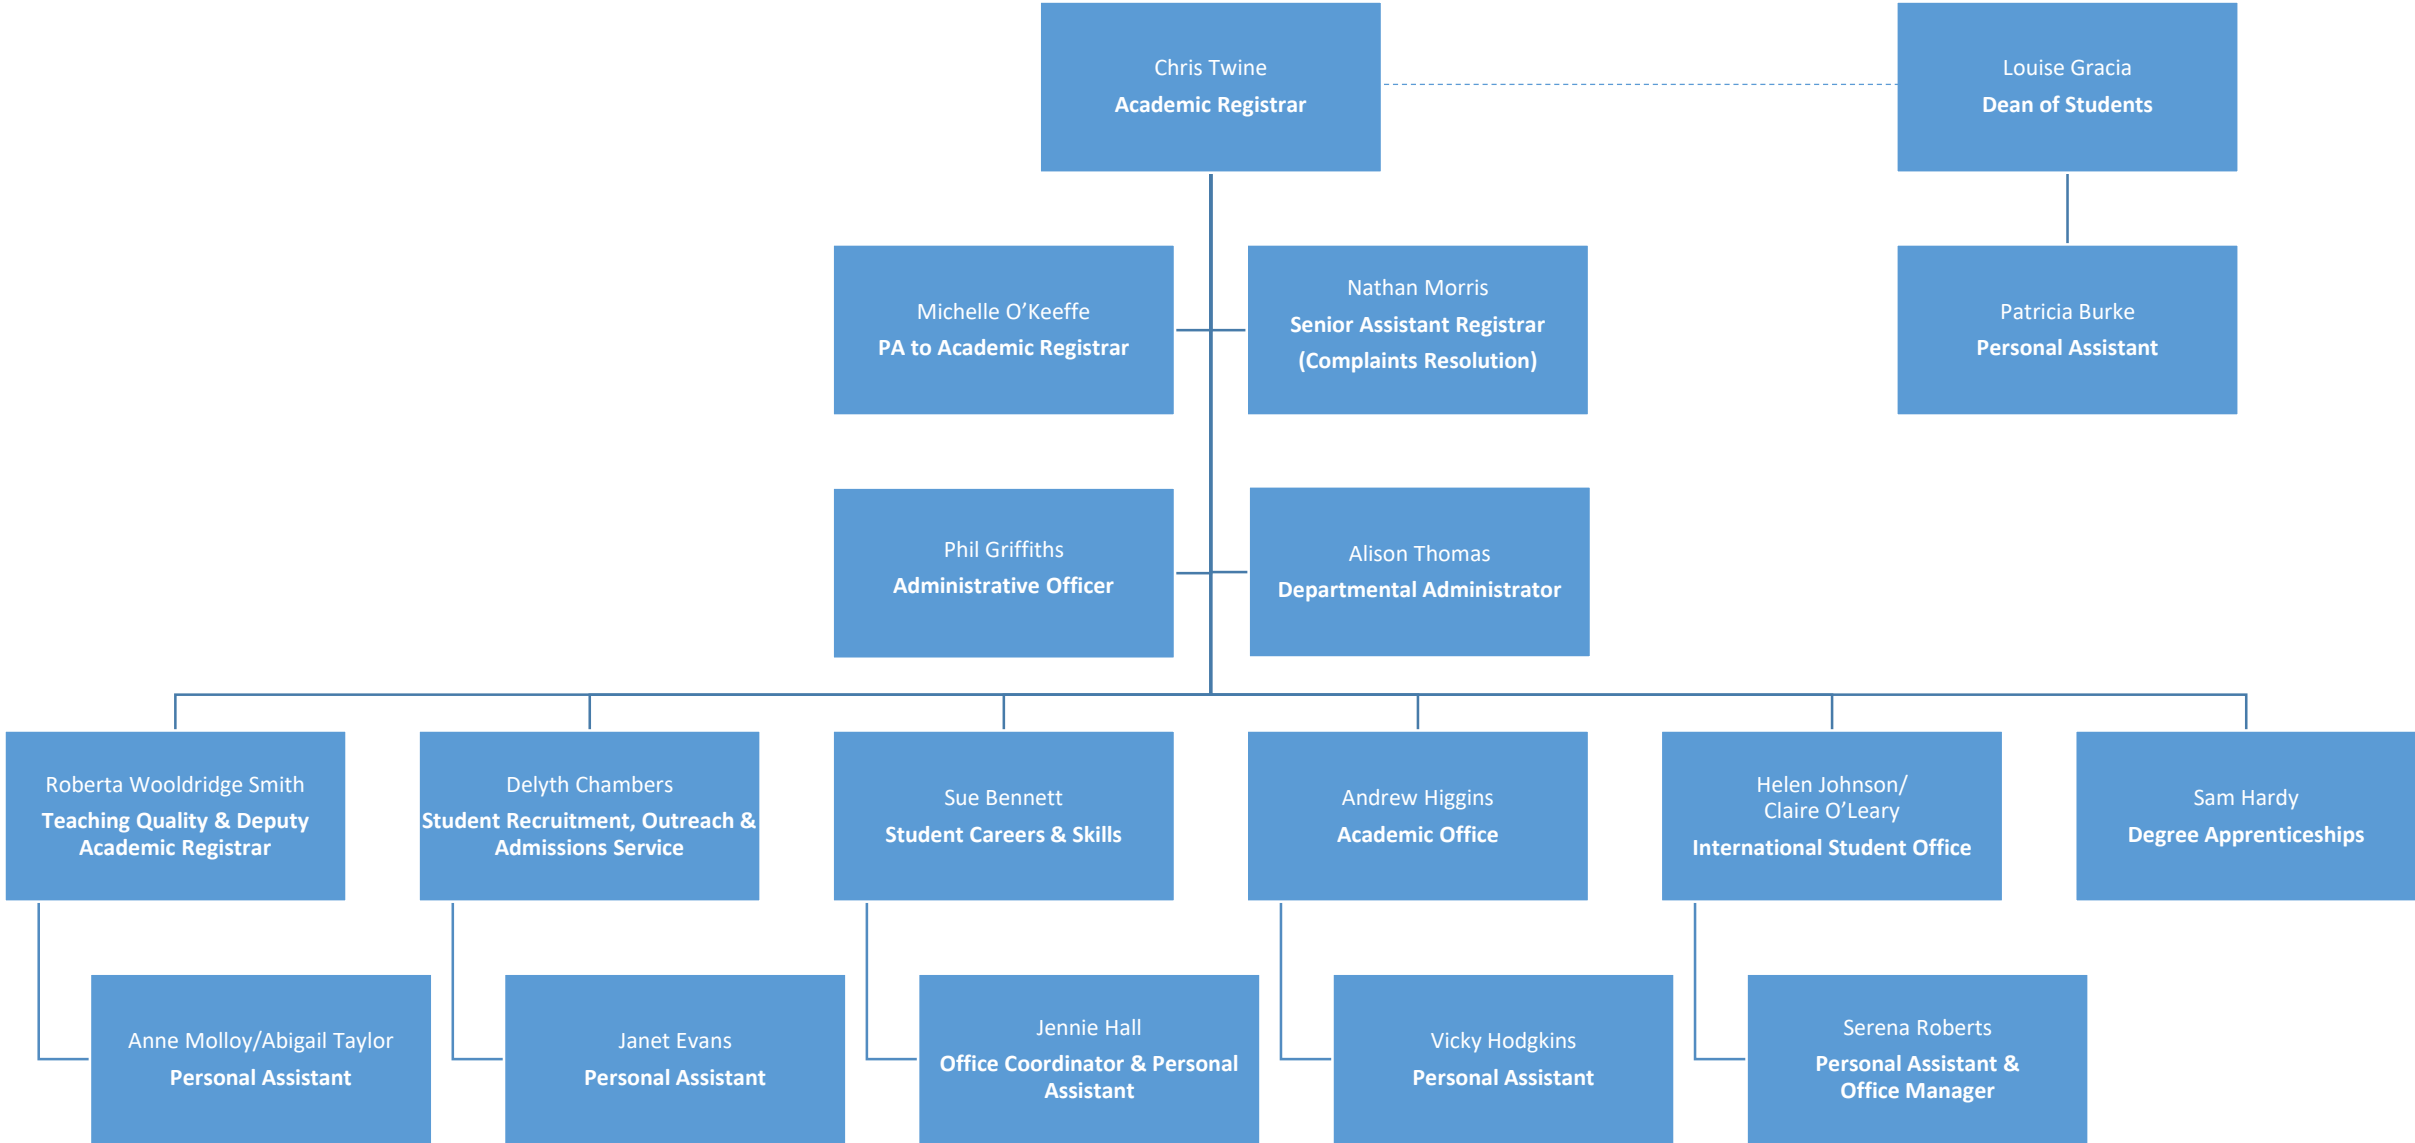 Chris Twine
Academic Registrar
Louise Gracia
Dean of Students
Michelle O’Keeffe
PA to Academic Registrar
Nathan Morris
Senior Assistant Registrar
(Complaints Resolution)
Patricia Burke
Personal Assistant
Phil Griffiths
Administrative Officer
Alison Thomas
Departmental Administrator
Roberta Wooldridge Smith
Teaching Quality & Deputy
Academic Registrar
Delyth Chambers
Student Recruitment, Outreach &
Admissions Service
Sue Bennett
Student Careers & Skills
Andrew Higgins
Academic Office
Helen Johnson/
Claire O’Leary
International Student Office
Sam Hardy
Degree Apprenticeships
Anne Molloy/Abigail Taylor
Personal Assistant
Janet Evans
Personal Assistant
Jennie Hall
Office Coordinator & Personal
Assistant
Vicky Hodgkins
Personal Assistant
Serena Roberts
Personal Assistant &
Office Manager